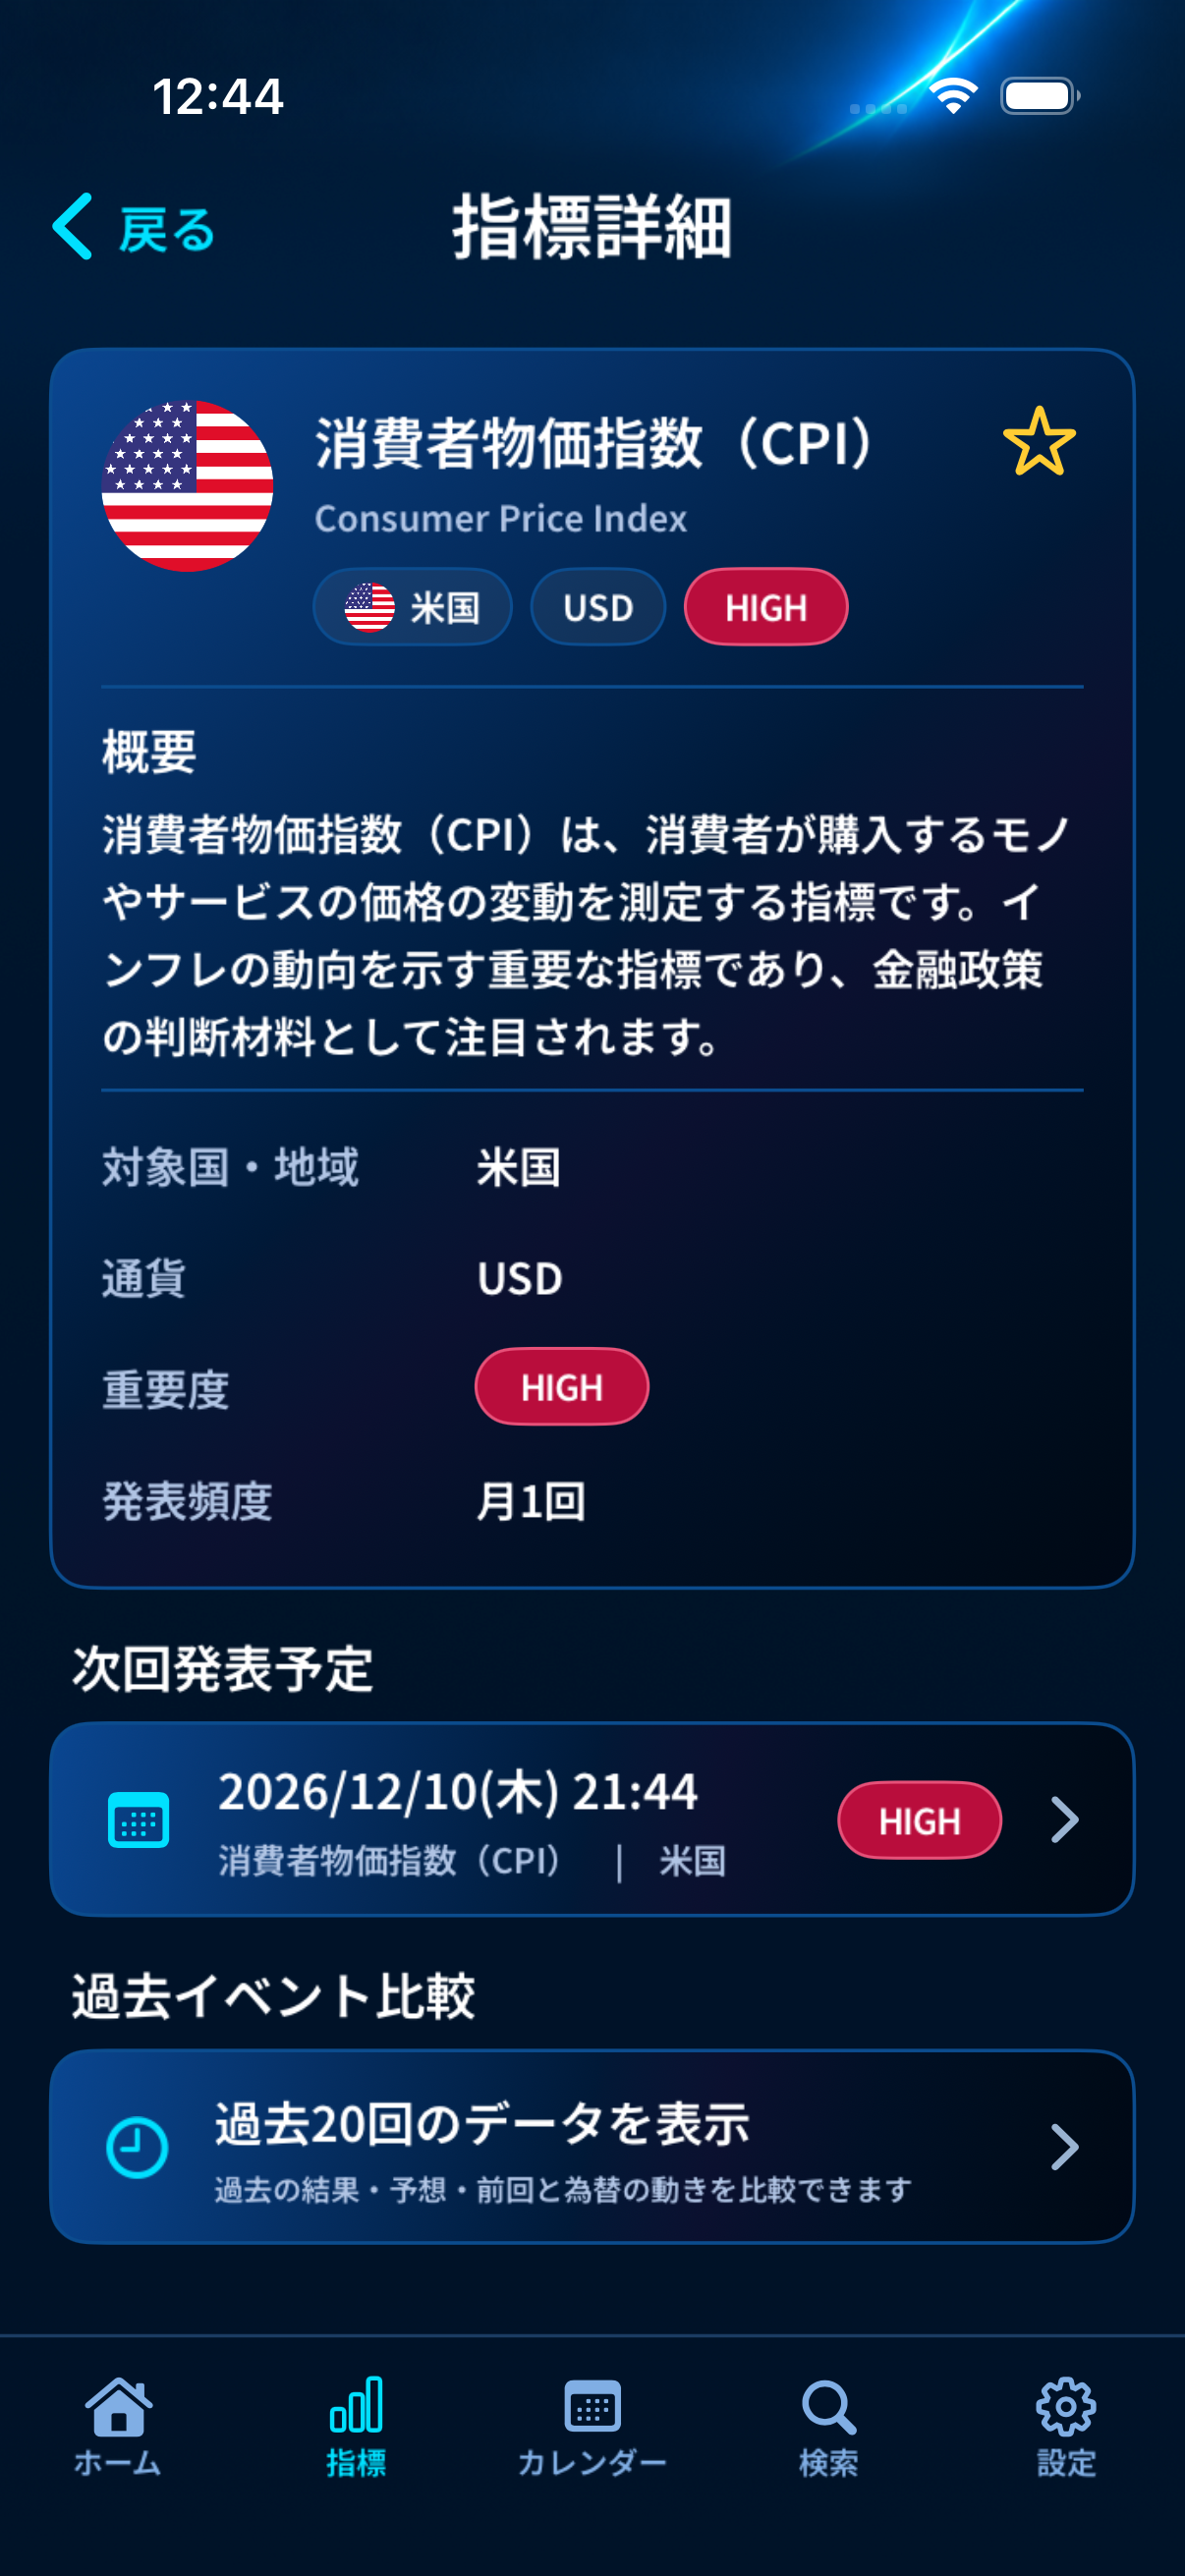 12:44
戻る
指標詳細
消費者物価指数（CPI）
Consumer Price Index
米国
USD
HIGH
概要
消費者物価指数（CPI）は、消費者が購入するモノ
やサービスの価格の変動を測定する指標です。イ
ンフレの動向を示す重要な指標であり、金融政策
の判断材料として注目されます。
対象国・地域 米国
通貨 USD
重要度 HIGH
発表頻度 月1回
次回発表予定
2026/12/10(木) 21:44
消費者物価指数（CPI） | 米国
HIGH
過去イベント比較
過去20回のデータを表示
過去の結果・予想・前回と為替の動きを比較できます
ホーム
指標
カレンダー
検索
設定